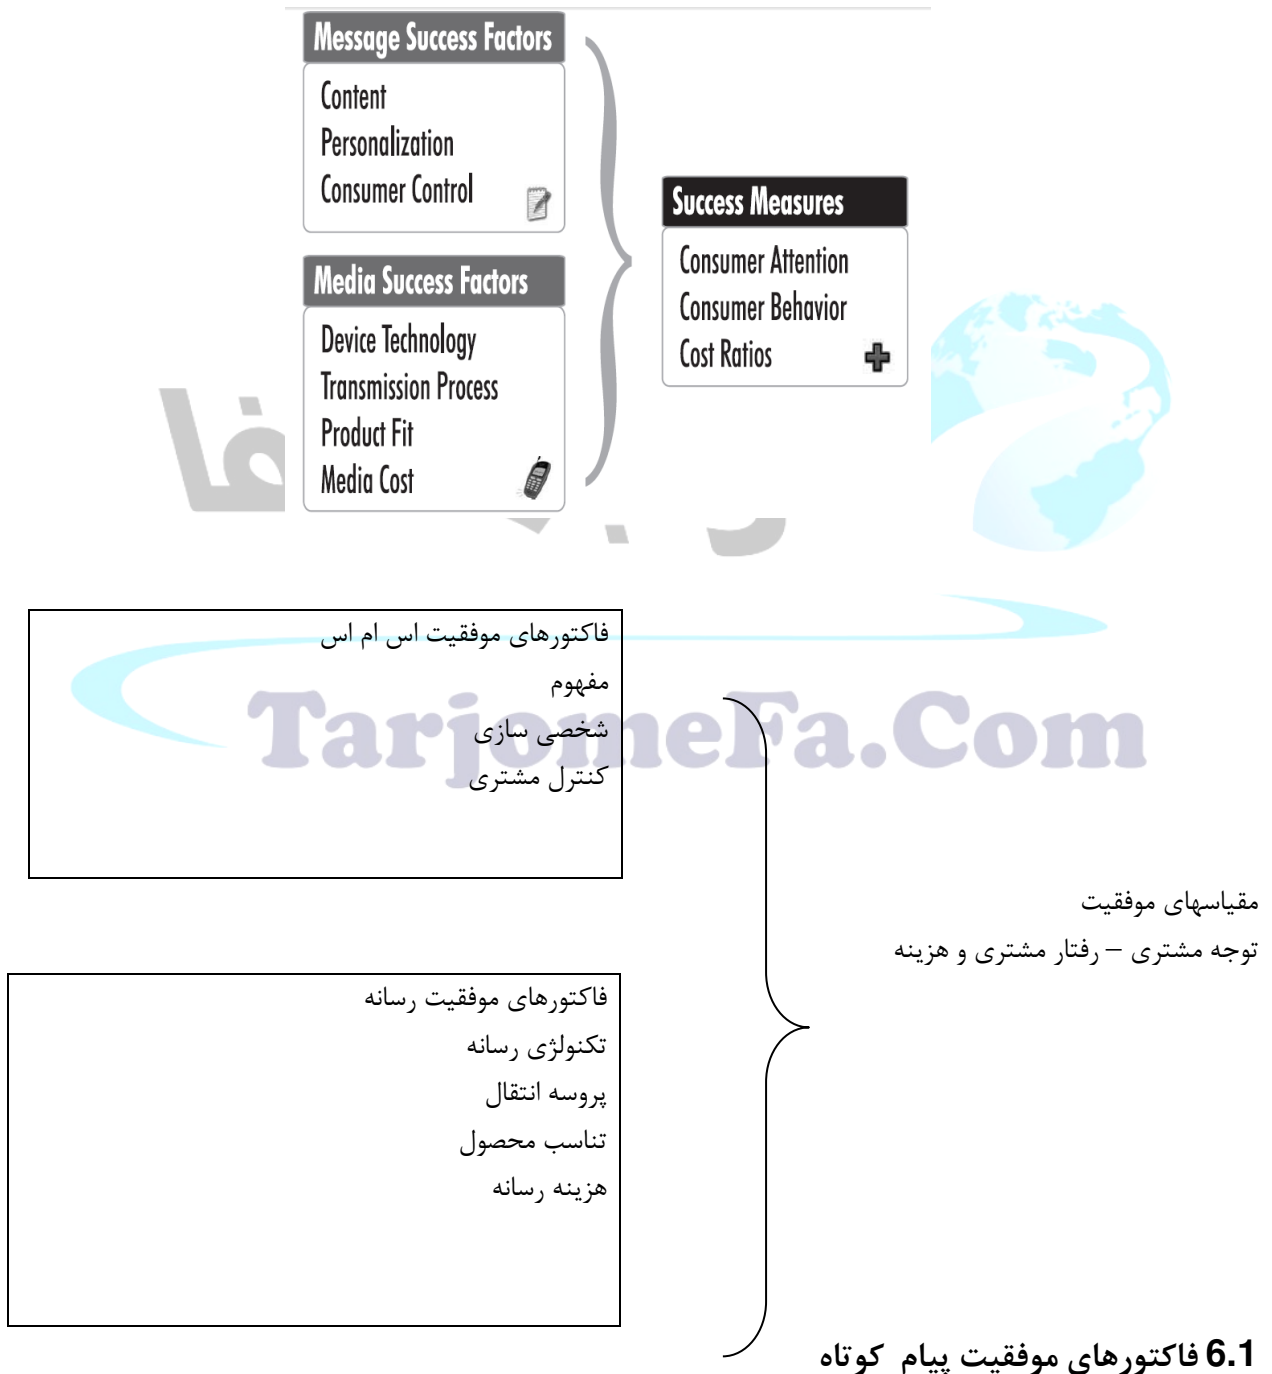 Message Success Factors
Content
Personalization
Consumer Control
Media Success Factors
Device Technology
Transmission Process
Product Fit
Media Cost
Success Measures
Consumer Attention
Consumer Behavior
Cost Ratios
فاکتورهای موفقیت اس ام اس
مفهوم
شخصی سازی
کنترل مشتری
مقیاسهای موفقیت
توجه مشتری – رفتار مشتری و هزینه
فاکتورهای موفقیت رسانه
تکنولژی رسانه
پروسه انتقال
تناسب محصول
هزینه رسانه
6.1 فاکتورهای موفقیت پیام کوتاه
TarjomeFa.Com